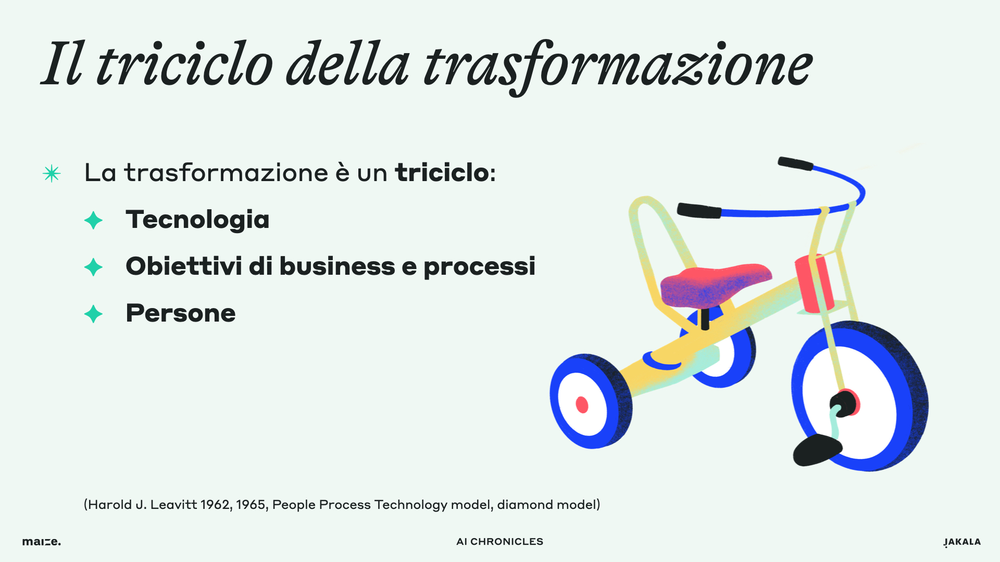 Il triciclo della trasformazione
La trasformazione è un triciclo:
Tecnologia
Obiettivi di business e processi
Persone
(Harold J. Leavitt 1962, 1965, People Process Technology model, diamond model)
maize.
AI CHRONICLES
JAKALA